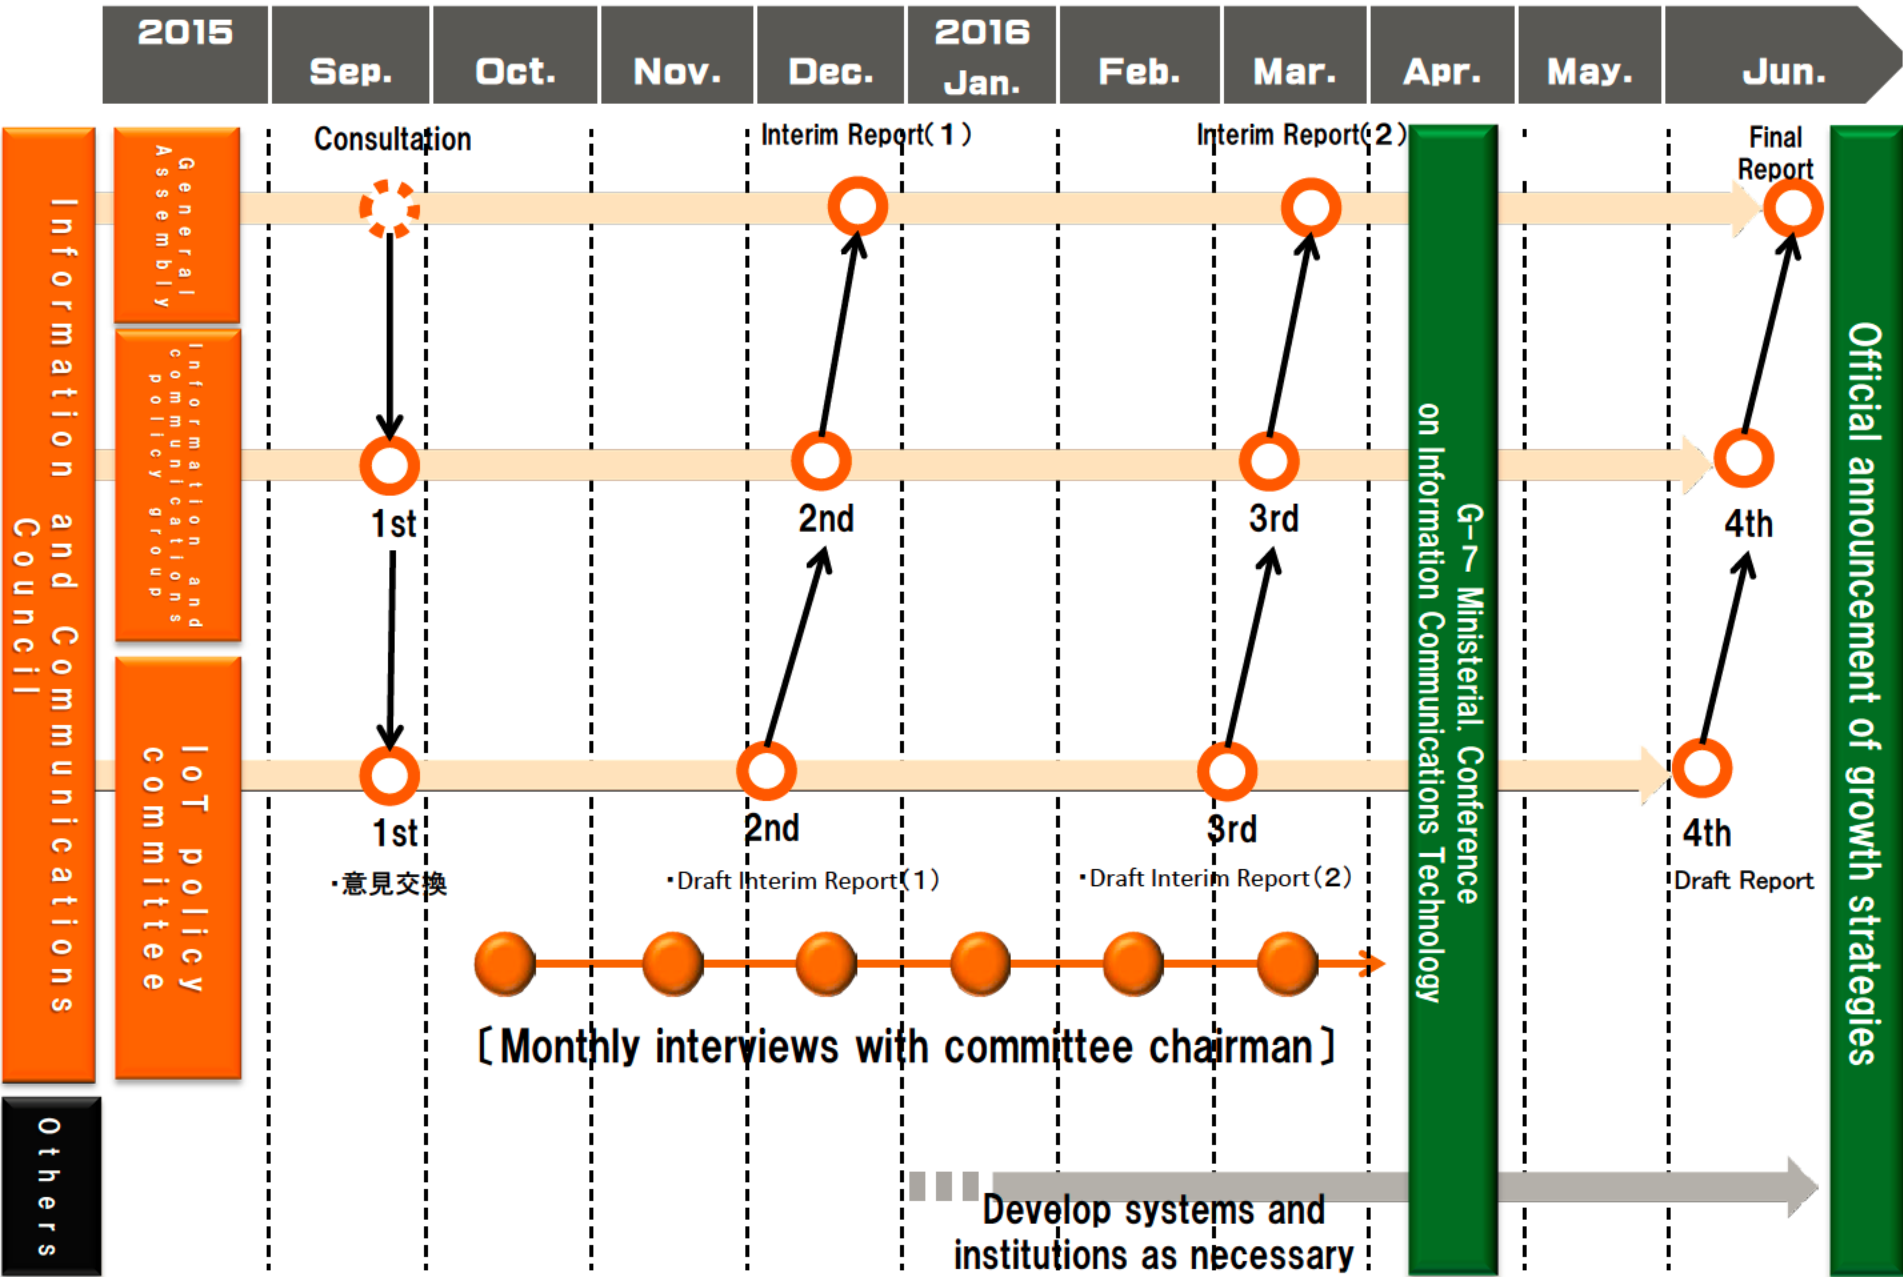 2015
Sep.
Oct.
Nov.
Dec.
2016
Jan.
Feb.
Mar.
Apr.
May.
Jun.
Information and Communications
Council
General
Assembly
Consultation
Interim Report(1)
Interim Report(2)
Final
Report
Information and
communications
policy group
1st
2nd
3rd
4th
IoT policy
committee
1st
2nd
3rd
4th
・意見交換
・Draft Interim Report(1)
・Draft Interim Report(2)
Draft Report
〔Monthly interviews with committee chairman〕
G-7 Ministerial. Conference
on Information Communications Technology
Official announcement of growth strategies
Others
Develop systems and
institutions as necessary